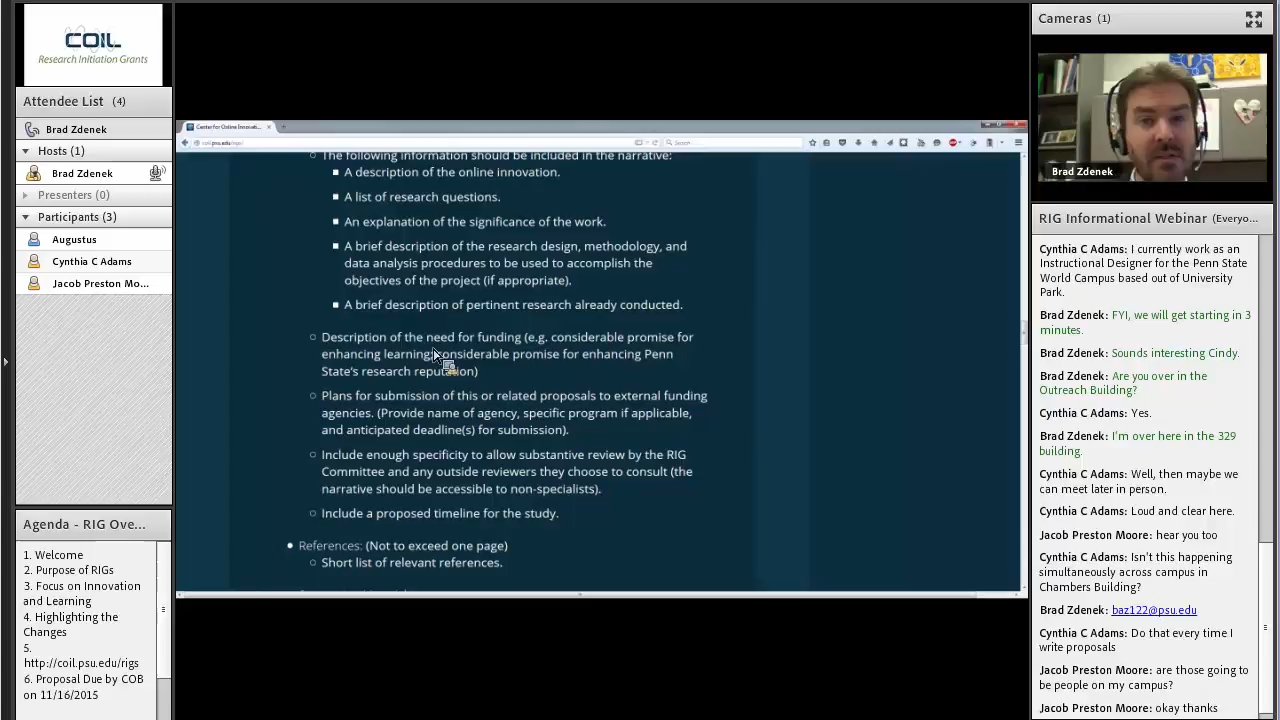 COIL
Research Initiation Grants
Attendee List (4)
Brad Zdenek
Hosts (1)
Brad Zdenek
Presenters (0)
Participants (3)
Augustus
Cynthia C Adams
Jacob Preston Mo...
Agenda - RIG Ove...
1. Welcome
2. Purpose of RIGs
3. Focus on Innovation
and Learning
4. Highlighting the
Changes
5.
http://coil.psu.edu/rigs
6. Proposal Due by COB
on 11/16/2015
Center for Online Innovati...
coil.psu.edu/rigs/
Search
The following information should be included in the narrative:
A description of the online innovation.
A list of research questions.
An explanation of the significance of the work.
A brief description of the research design, methodology, and
data analysis procedures to be used to accomplish the
objectives of the project (if appropriate).
A brief description of pertinent research already conducted.
Description of the need for funding (e.g. considerable promise for
enhancing learning, considerable promise for enhancing Penn
State's research reputation)
Plans for submission of this or related proposals to external funding
agencies. (Provide name of agency, specific program if applicable,
and anticipated deadline(s) for submission).
Include enough specificity to allow substantive review by the RIG
Committee and any outside reviewers they choose to consult (the
narrative should be accessible to non-specialists).
Include a proposed timeline for the study.
References: (Not to exceed one page)
Short list of relevant references.
Cameras (1)
Brad Zdenek
RIG Informational Webinar (Everyo...
Cynthia C Adams: I currently work as an
Instructional Designer for the Penn State
World Campus based out of University
Park.
Brad Zdenek: FYI, we will get starting in 3
minutes.
Brad Zdenek: Sounds interesting Cindy.
Brad Zdenek: Are you over in the
Outreach Building?
Cynthia C Adams: Yes.
Brad Zdenek: I'm over here in the 329
building.
Cynthia C Adams: Well, then maybe we
can meet later in person.
Cynthia C Adams: Loud and clear here.
Jacob Preston Moore: hear you too
Cynthia C Adams: Isn't this happening
simultaneously across campus in
Chambers Building?
Brad Zdenek: baz122@psu.edu
Cynthia C Adams: Do that every time I
write proposals
Jacob Preston Moore: are those going to
be people on my campus?
Jacob Preston Moore: okay thanks